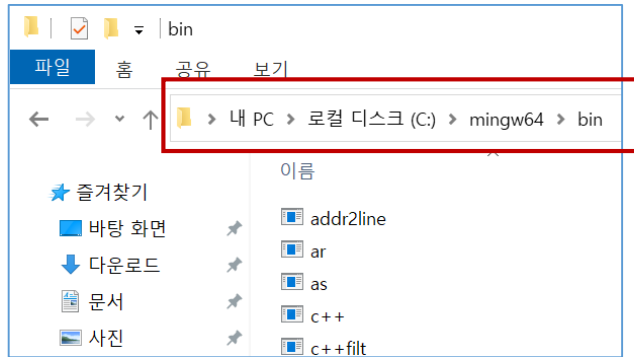 bin
파일 홈 공유 보기
내 PC > 로컬 디스크 (C:) > mingw64 > bin
이름
즐겨찾기
바탕 화면
다운로드
문서
사진
addr2line
ar
as
c++
c++filt